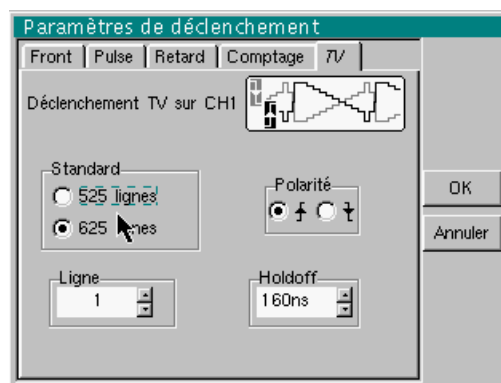 Paramètres de déclenchement
Front Pulse Retard Comptage TV
Déclenchement TV sur CH1
Standard
525 lignes
625
Polarité
OK
Annuler
Ligne
1
Holdoff
160ns